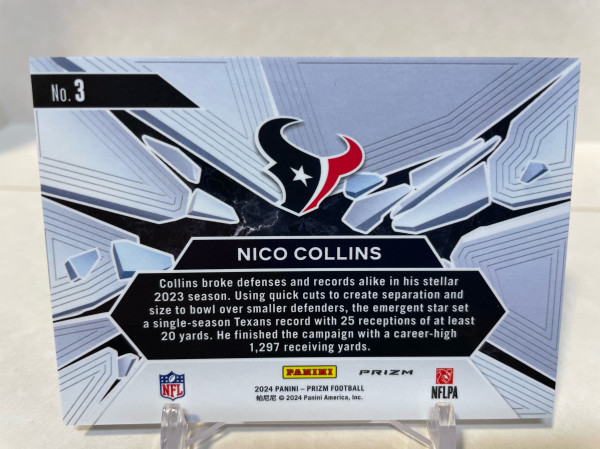 No. 3
NICO COLLINS
Collins broke defenses and records alike in his stellar
2023 season. Using quick cuts to create separation and
size to bowl over smaller defenders, the emergent star set
a single-season Texans record with 25 receptions of at least
20 yards. He finished the campaign with a career-high
1,297 receiving yards.
NFL
PANINI
PRIZM
NFLPA
2024 PANINI – PRIZM FOOTBALL
帕尼尼 © 2024 Panini America, Inc.